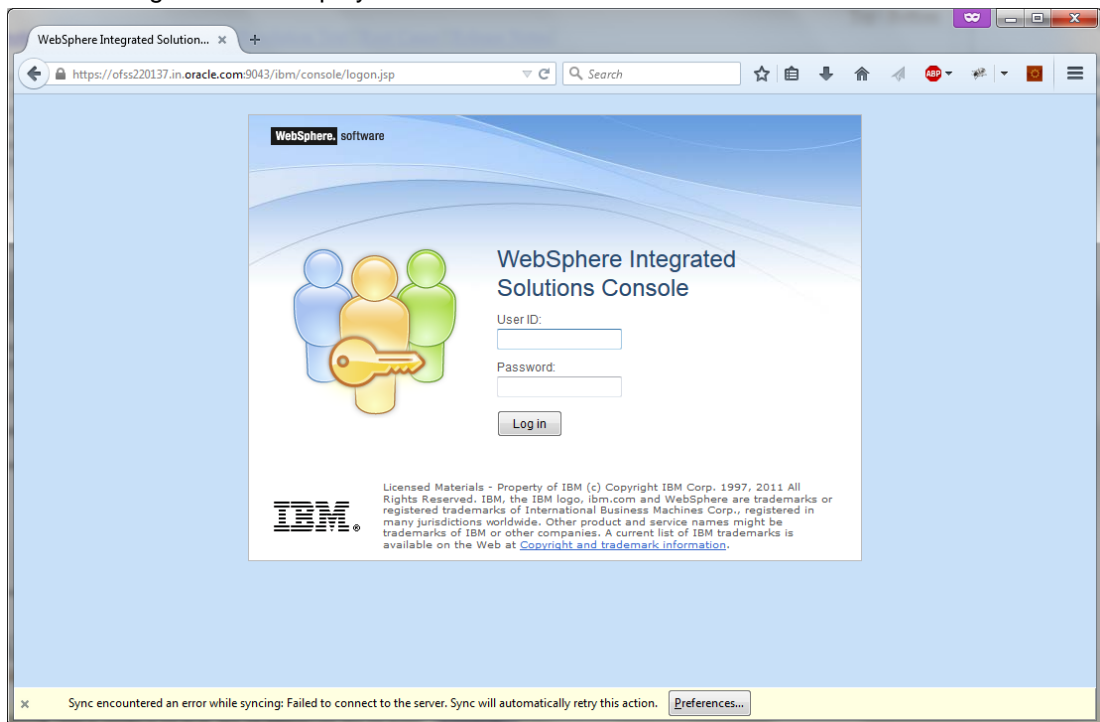 WebSphere Integrated Solution...
https://ofss220137.in.oracle.com:9043/ibm/console/logon.jsp
Search
ABP
WebSphere. software
WebSphere Integrated
Solutions Console
User ID:
Password:
Log in
Licensed Materials - Property of IBM (c) Copyright IBM Corp. 1997, 2011 All
Rights Reserved. IBM, the IBM logo, ibm.com and WebSphere are trademarks or
registered trademarks of International Business Machines Corp., registered in
many jurisdictions worldwide. Other product and service names might be
trademarks of IBM or other companies. A current list of IBM trademarks is
available on the Web at Copyright and trademark information.
IBM®
Sync encountered an error while syncing: Failed to connect to the server. Sync will automatically retry this action. Preferences...